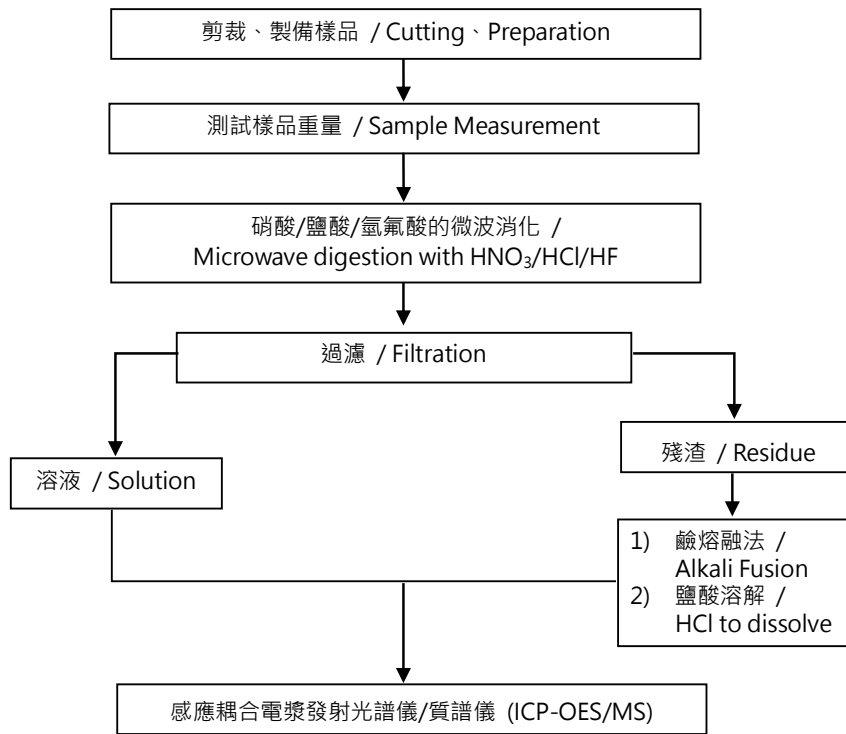 剪裁、製備樣品 / Cutting、Preparation
測試樣品重量 / Sample Measurement
硝酸/鹽酸/氫氟酸的微波消化 /
Microwave digestion with HNO₃/HCl/HF
過濾 / Filtration
溶液 / Solution
殘渣 / Residue
1) 鹼熔融法 /
Alkali Fusion
2) 鹽酸溶解 /
HCl to dissolve
感應耦合電漿發射光譜儀/質譜儀 (ICP-OES/MS)